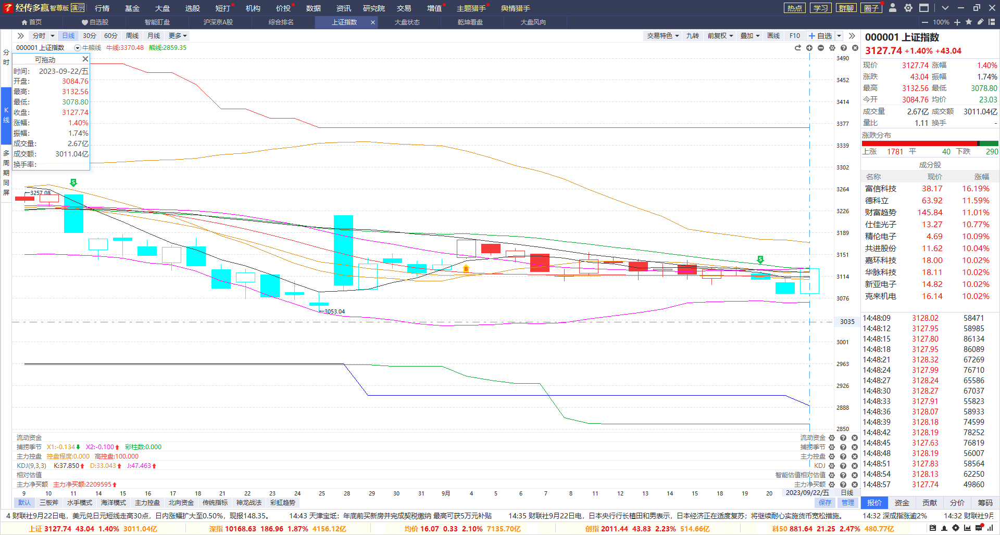 经传多赢 智尊版 演示 行情 基金 大盘 选股 短打 机构 价投 数据 资讯 研究院 交易 增值 主题猎手 舆情猎手 热点 学习 群聊 圈子
首页 自选股 智能盯盘 沪深京A股 综合排名 上证指数 × 大盘状态 乾坤看盘 大盘风向 100%
分时 日线 30分 60分 周线 月线 更多 交易特色 九转 前复权 叠加 画线 F10 + 自选
000001 上证指数 牛熊线 牛线:3370.48 熊线:2859.35
分时
K线
多周期同屏
可拖动
时间: 2023-09-22/五
开盘: 3084.76
最高: 3132.56
最低: 3078.80
收盘: 3127.74
涨幅: 1.40%
振幅: 1.74%
成交量: 2.67亿
成交额: 3011.04亿
换手率:
←3257.08
S
B
S
←3053.04
3490
3452
3414
3377
3339
3302
3264
3226
3189
3151
3114
3076
3035
3001
2963
2926
2888
2850
流动资金 流动资金
捕捞季节 X1:-0.134 X2:-0.100 彩柱数:0.000 捕捞季节
主力控盘 控盘程度:0.000 高控盘:100.000 主力控盘
KDJ(9,3,3) K:37.850 D:33.043 J:47.463 KDJ
相对估值 智能估值相对估值
主力净买额 主力净买额:2209595 主力净买额
9 10 11 14 15 16 17 18 21 22 23 24 25 28 29 30 31 9月 4 5 6 7 8 11 12 13 14 15 18 19 20 2023/09/22/五 日线
默认 三板斧 水手模式 海洋模式 主力控盘 北向资金 传统指标 神龙战法 彩虹趋势 保存 管理
000001 上证指数
3127.74 +1.40% +43.04
现价 3127.74 涨幅 1.40%
涨跌 43.04 振幅 1.74%
最高 3132.56 最低 3078.80
今开 3084.76 均价 23.03
成交量 2.67亿 成交额 3011.04亿
量比 1.11 换手 -
涨跌分布
上涨 1781 平 40 下跌 290
成分股
名称 现价 涨幅
富信科技 38.17 16.19%
德科立 63.92 11.59%
财富趋势 145.84 11.01%
仕佳光子 13.27 10.77%
精伦电子 4.69 10.09%
共进股份 11.62 10.04%
嘉环科技 18.00 10.02%
华脉科技 18.11 10.02%
新亚电子 14.82 10.02%
克来机电 16.14 10.02%
14:48:09 3128.02 58471
14:48:12 3127.95 58985
14:48:15 3127.80 86134
14:48:18 3127.95 86089
14:48:21 3128.32 67269
14:48:24 3127.99 76710
14:48:27 3128.24 65586
14:48:30 3128.27 67037
14:48:33 3127.91 55823
14:48:36 3128.07 58933
14:48:39 3128.18 74599
14:48:42 3128.19 78252
14:48:45 3127.63 76819
14:48:48 3128.19 56007
14:48:51 3127.83 58564
14:48:54 3128.13 62250
14:48:57 3127.74 49860
报价 资金 贡献 分价 筹码
4 财联社9月22日电，美元兑日元短线走高30点，日内涨幅扩大至0.50%，现报148.35。 14:43 天津宝坻：年底前买新房并完成契税缴纳 最高可获5万元补贴 14:35 财联社9月22日电，日本央行行长植田和男表示，日本经济正在适度复苏；将继续耐心实施货币宽松措施。 14:32 深成指涨逾2% 14:32 财联社9月
上证 3127.74 43.04 1.40% 3011.04亿 深指 10168.63 186.96 1.87% 4156.12亿 均价 16.07 0.33 2.10% 7135.70亿 创指 2011.44 43.83 2.23% 514.66亿 科50 881.64 21.25 2.47% 480.77亿